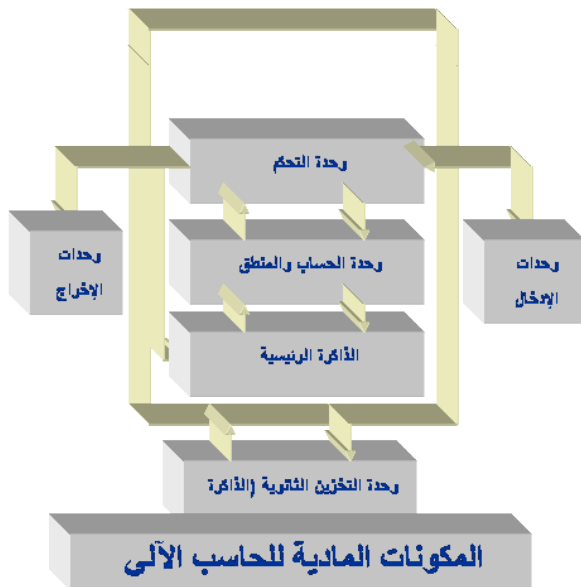 وحدة التحكم
وحدات
الإدخال
وحدات
الإخراج
وحدة الحساب والمنطق
الذاكرة الرئيسية
وحدة التخزين الثانوية (الذاكرة
المكونات المادية للحاسب الآلى